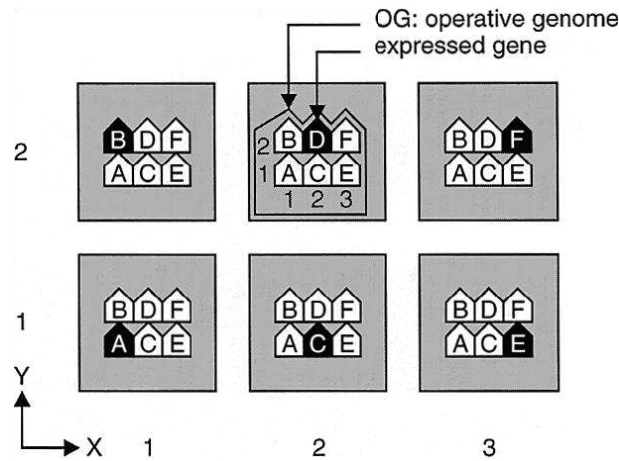 OG: operative genome
expressed gene
2
B D F
A C E
2 B D F
1 A C E
1 2 3
B D F
A C E
1
B D F
A C E
B D F
A C E
B D F
A C E
Y
X 1 2 3